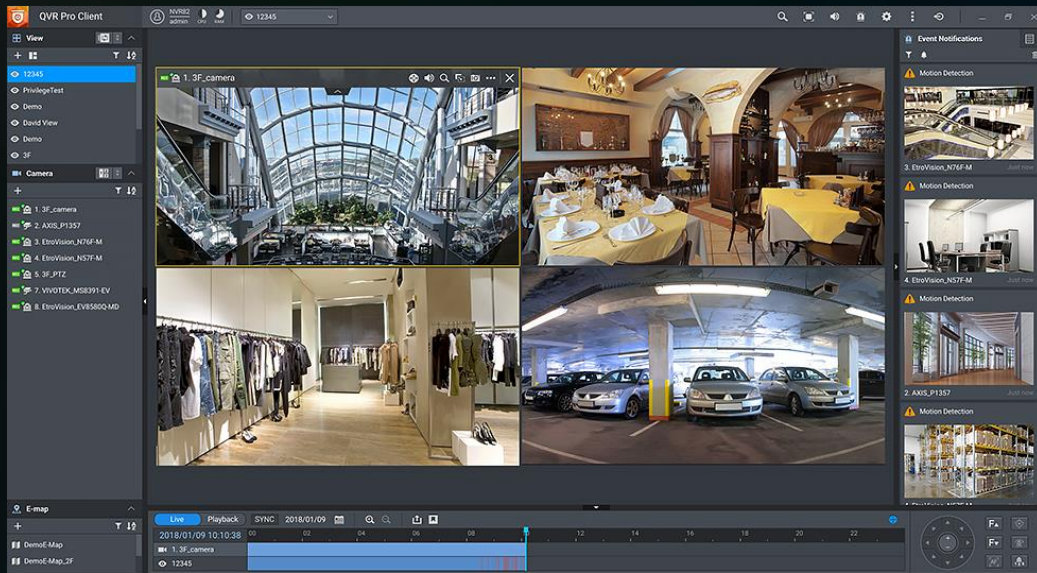 QVR Pro Client
NVR82
admin
CPU
RAM
12345
View
12345
PrivilegeTest
Demo
David View
Demo
3F
Camera
1. 3F_camera
2. AXIS_P1357
3. EtroVision_N76F-M
4. EtroVision_N57F-M
5. 3F_PTZ
7. VIVOTEK_MS8391-EV
8. EtroVision_EV8580Q-MD
E-map
DemoE-Map
DemoE-Map_2F
1. 3F_camera
Event Notifications
Motion Detection
3. EtroVision_N76F-M Just now
Motion Detection
4. EtroVision_N57F-M Just now
Motion Detection
2. AXIS_P1357 Just now
Motion Detection
Live Playback SYNC 2018/01/09
2018/01/09 10:10:38 00 02 04 06 08 10 12 14 16 18 20 22
1. 3F_camera
12345